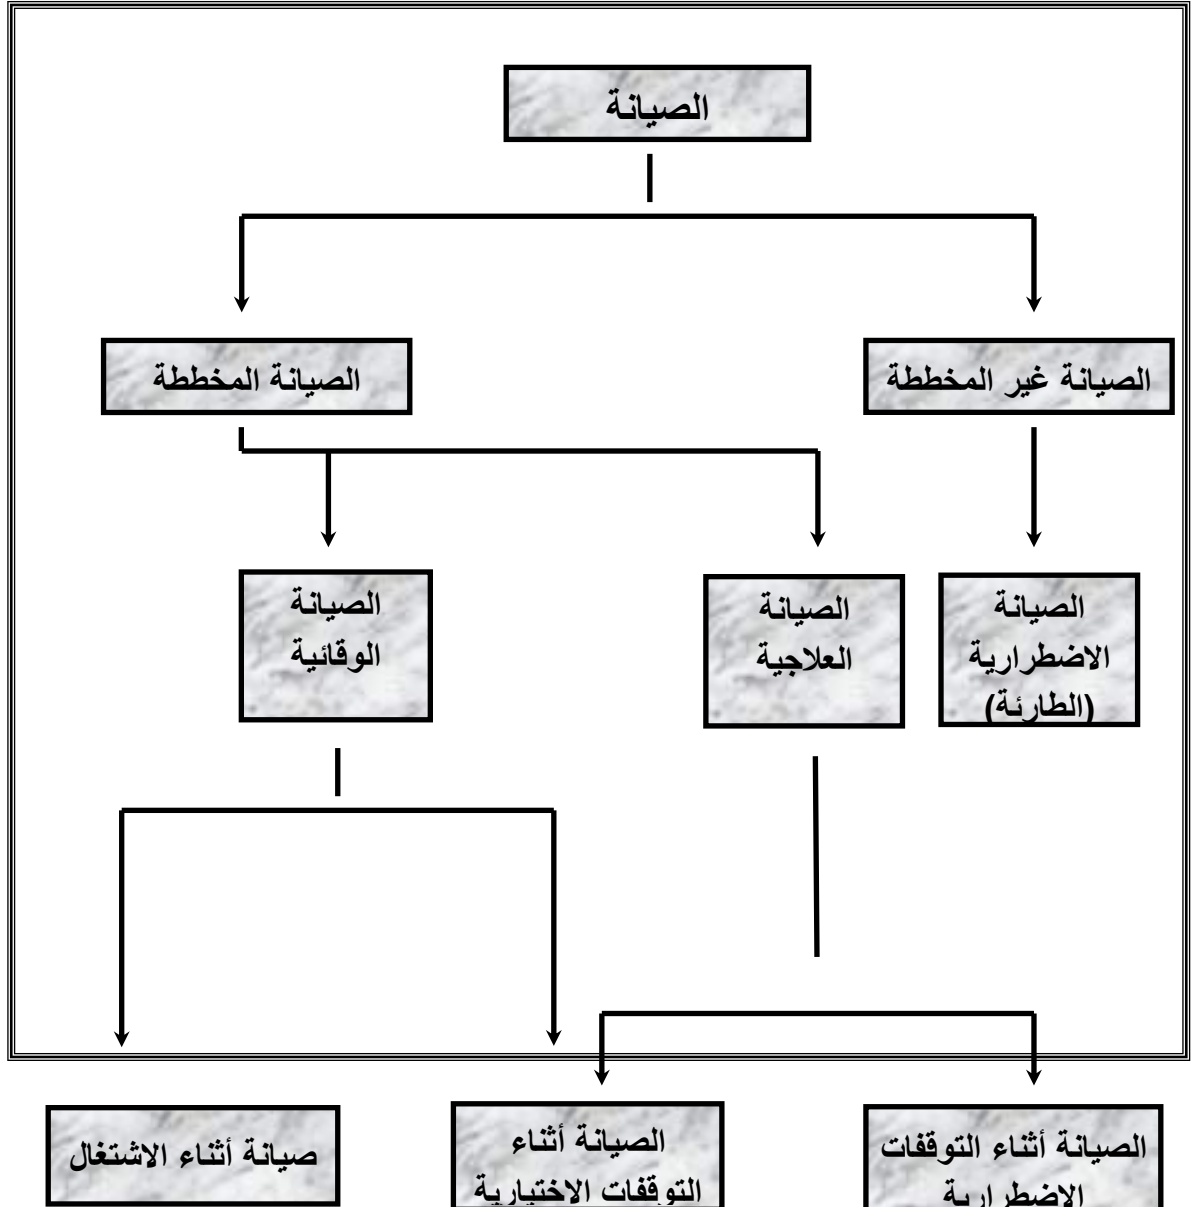 الصيانة
الصيانة غير المخططة
الصيانة المخططة
الصيانة
الاضطرارية
(الطارئة)
الصيانة
العلاجية
الصيانة
الوقائية
الصيانة أثناء التوقفات
الاضطرارية
الصيانة أثناء
التوقفات الاختيارية
صيانة أثناء الاشتغال